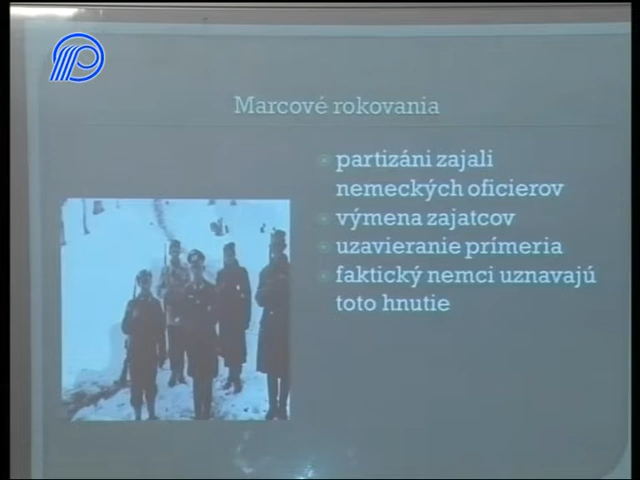 Marcové rokovania
partizáni zajali
nemeckých oficierov
výmena zajatcov
uzavieranie prímeria
faktický nemci uznavajú
toto hnutie